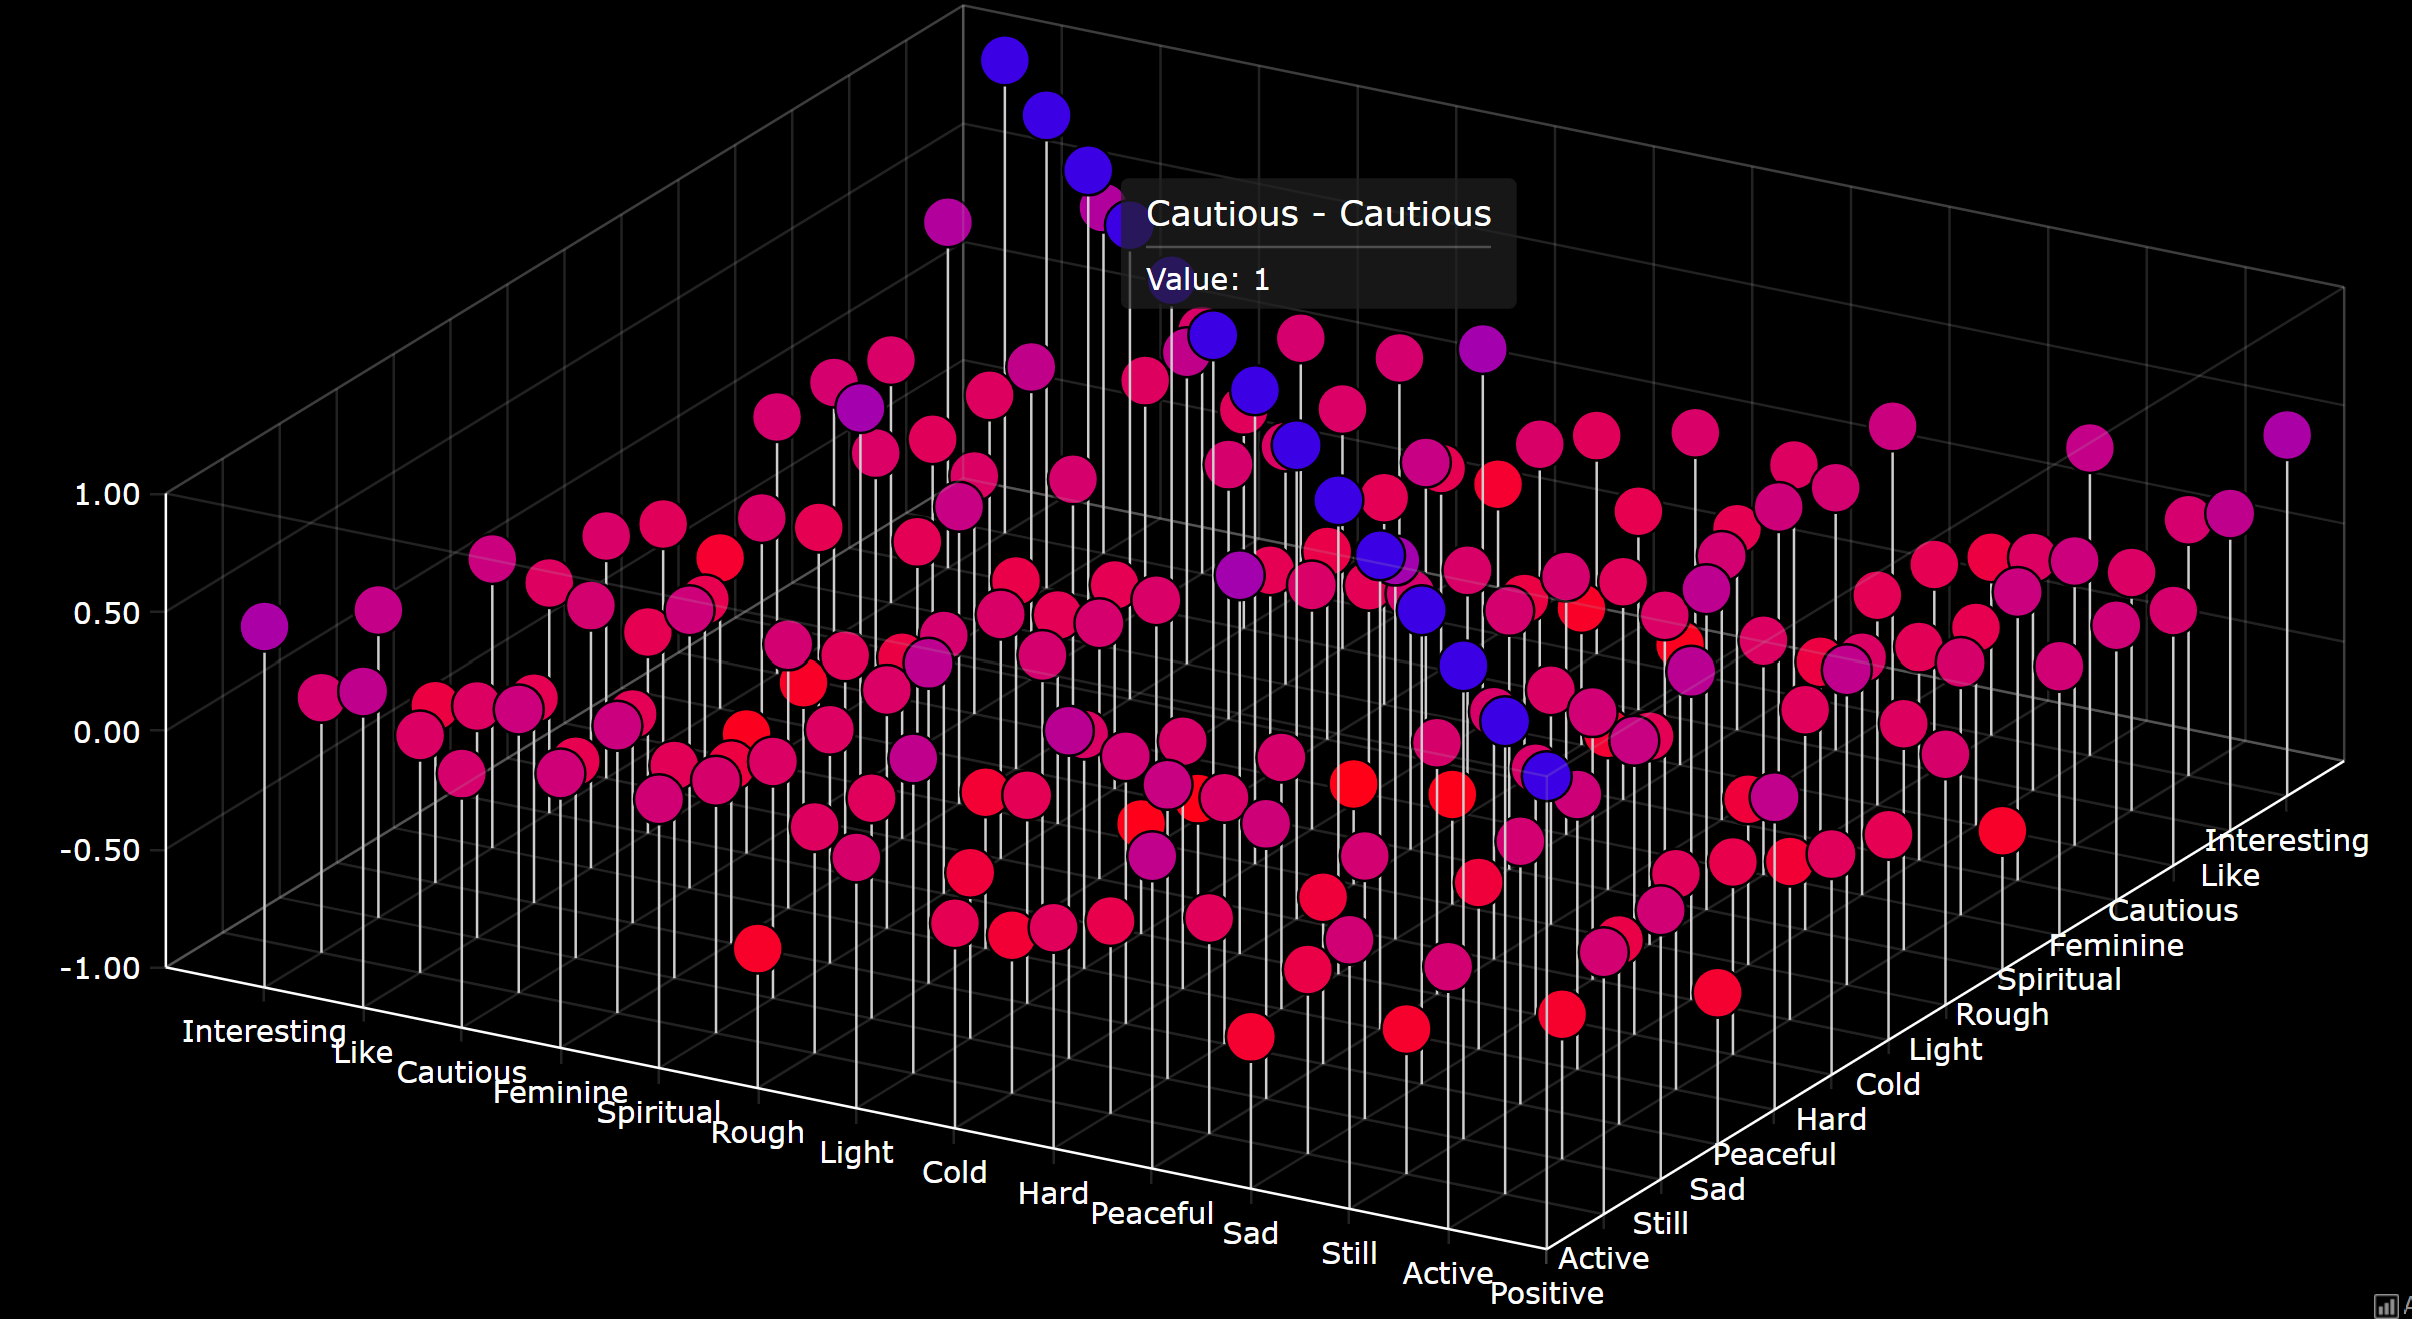 Cautious - Cautious
Value: 1
1.00
0.50
0.00
-0.50
-1.00
Interesting
Like
Cautious
Feminine
Spiritual
Rough
Light
Cold
Hard
Peaceful
Sad
Still
Active
Positive
Interesting
Like
Cautious
Feminine
Spiritual
Rough
Light
Cold
Hard
Peaceful
Sad
Still
Active